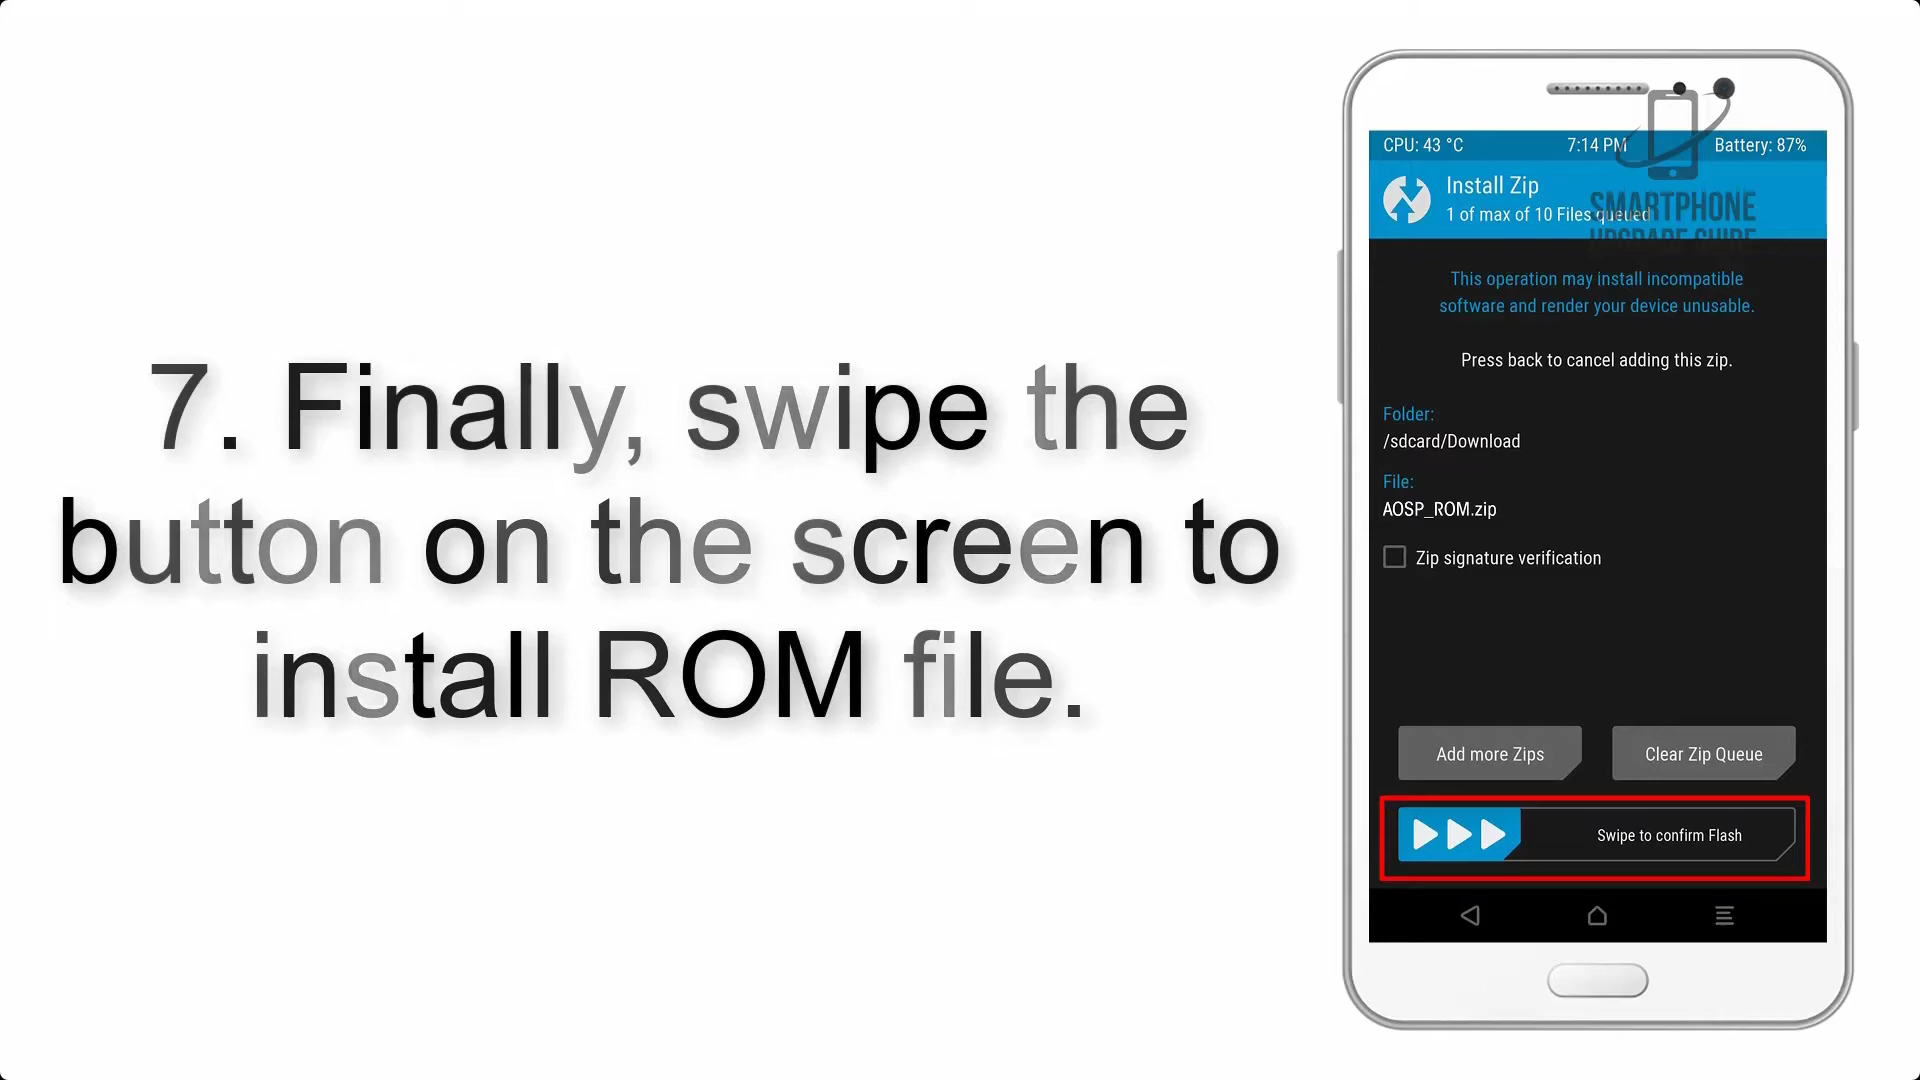 7. Finally, swipe the
button on the screen to
install ROM file.
CPU: 43 °C 7:14 PM Battery: 87%
Install Zip
1 of max of 10 Files queued
SMARTPHONE
UPGRADE GUIDE
This operation may install incompatible
software and render your device unusable.
Press back to cancel adding this zip.
Folder:
/sdcard/Download
File:
AOSP_ROM.zip
Zip signature verification
Add more Zips Clear Zip Queue
Swipe to confirm Flash